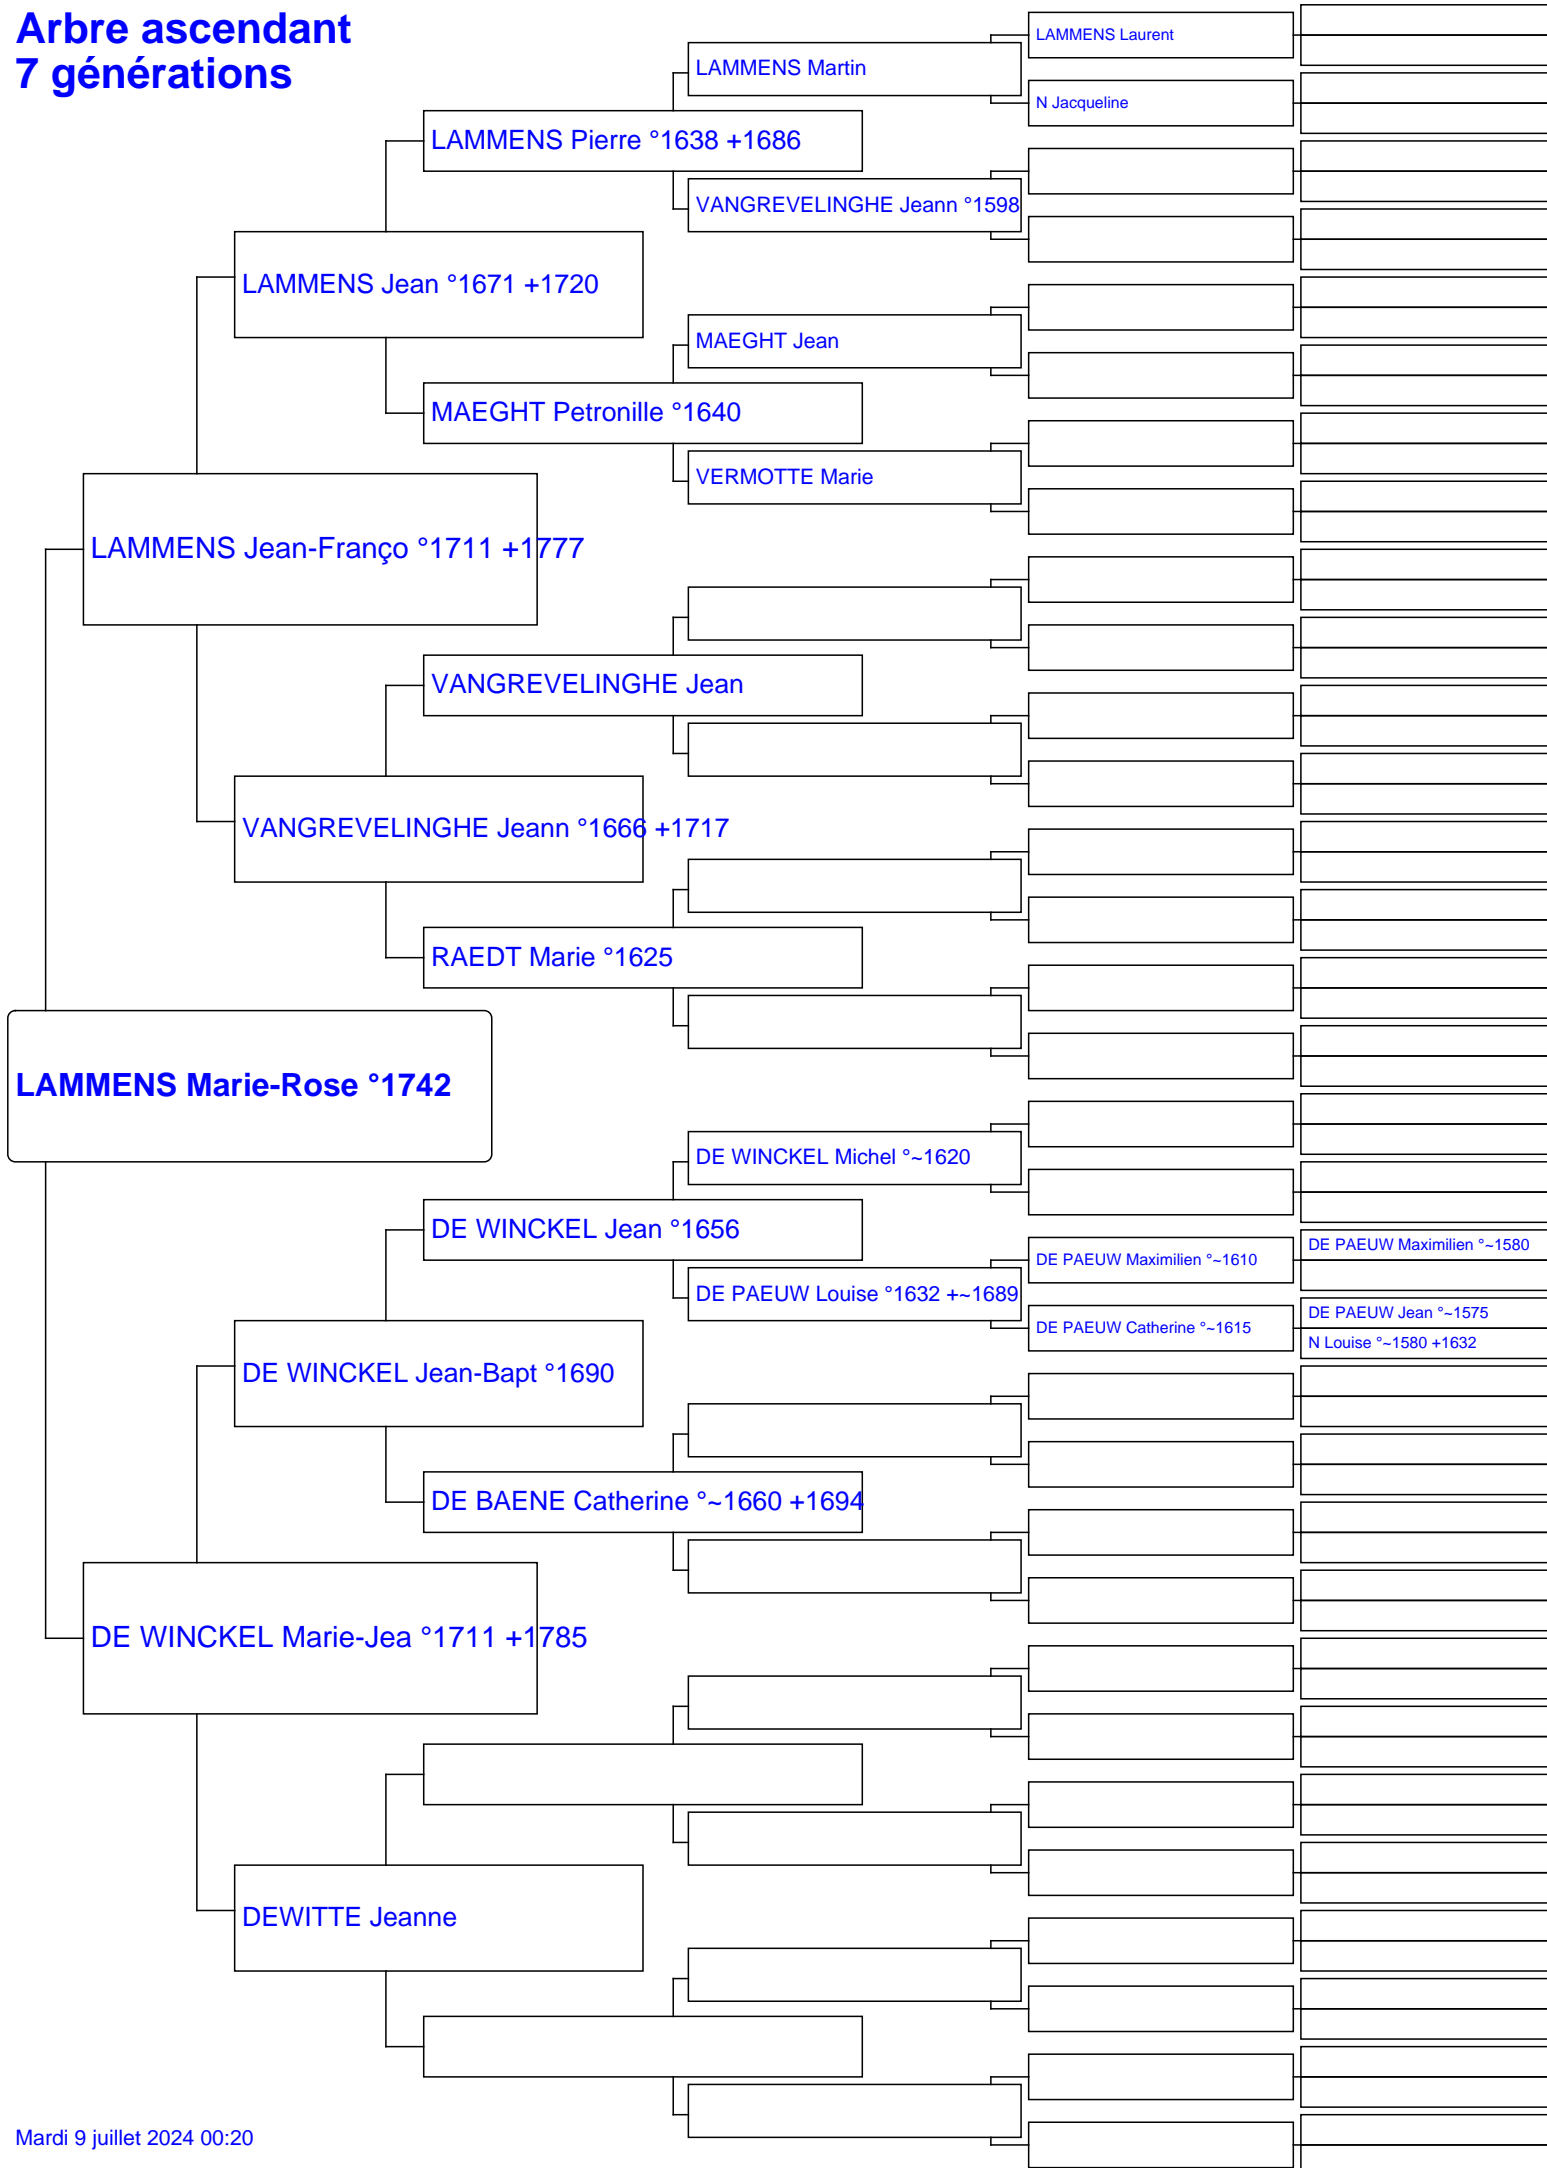 Arbre ascendant
7 générations
LAMMENS Laurent
LAMMENS Martin
N Jacqueline
LAMMENS Pierre °1638 +1686
VANGREVELINGHE Jeann °1598
LAMMENS Jean °1671 +1720
MAEGHT Jean
MAEGHT Petronille °1640
VERMOTTE Marie
LAMMENS Jean-Franço °1711 +1777
VANGREVELINGHE Jean
VANGREVELINGHE Jeann °1666 +1717
RAEDT Marie °1625
LAMMENS Marie-Rose °1742
DE WINCKEL Michel °~1620
DE WINCKEL Jean °1656
DE PAEUW Maximilien °~1580
DE PAEUW Maximilien °~1610
DE PAEUW Louise °1632 +~1689
DE PAEUW Jean °~1575
DE PAEUW Catherine °~1615
N Louise °~1580 +1632
DE WINCKEL Jean-Bapt °1690
DE BAENE Catherine °~1660 +1694
DE WINCKEL Marie-Jea °1711 +1785
DEWITTE Jeanne
Mardi 9 juillet 2024 00:20